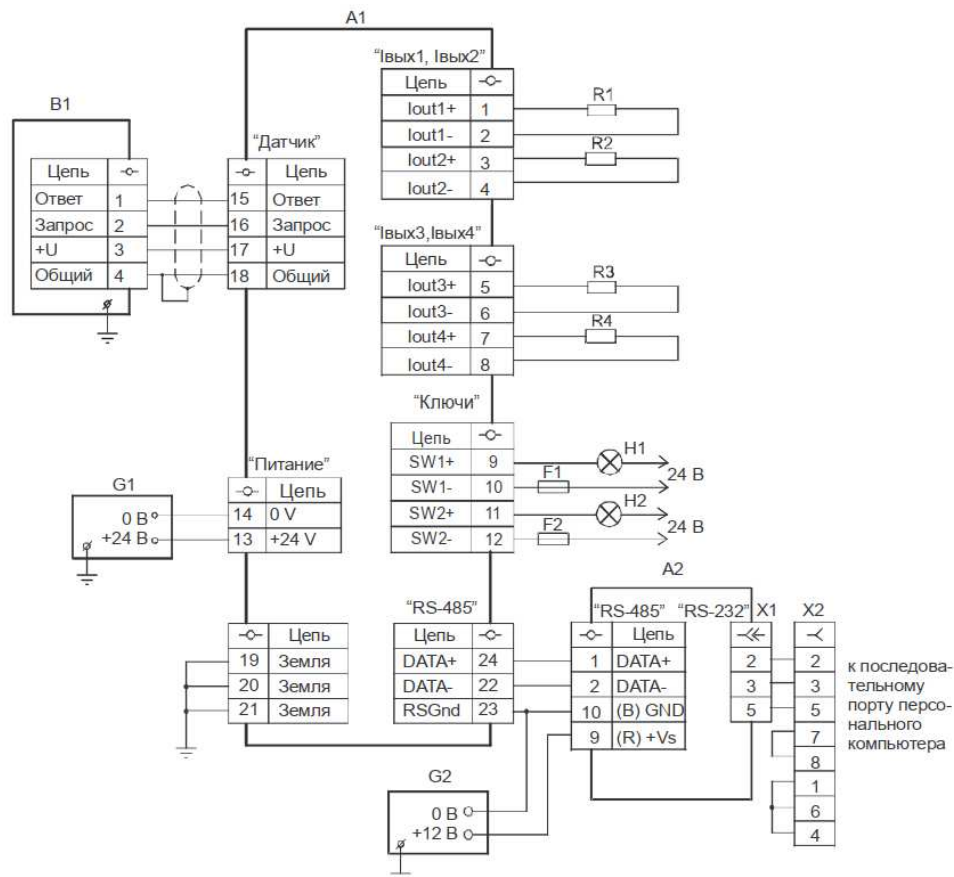 A1
"Iвых1, Iвых2"
Цепь
Iout1+ 1
Iout1- 2
Iout2+ 3
Iout2- 4
R1
R2
B1
Цепь
Ответ 1
Запрос 2
+U 3
Общий 4
"Датчик"
Цепь
15 Ответ
16 Запрос
17 +U
18 Общий
"Iвых3,Iвых4"
Цепь
Iout3+ 5
Iout3- 6
Iout4+ 7
Iout4- 8
R3
R4
"Ключи"
Цепь
SW1+ 9
SW1- 10
SW2+ 11
SW2- 12
H1
F1
24 В
H2
F2
24 В
"Питание"
Цепь
14 0 V
13 +24 V
G1
0 В
+24 В
Цепь
19 Земля
20 Земля
21 Земля
"RS-485"
Цепь
DATA+ 24
DATA- 22
RSGnd 23
A2
"RS-485" "RS-232" X1 X2
Цепь
1 DATA+
2 DATA-
10 (B) GND
9 (R) +Vs
2
3
5
2
3
5
7
8
1
6
4
к последова-
тельному
порту персо-
нального
компьютера
G2
0 В
+12 В